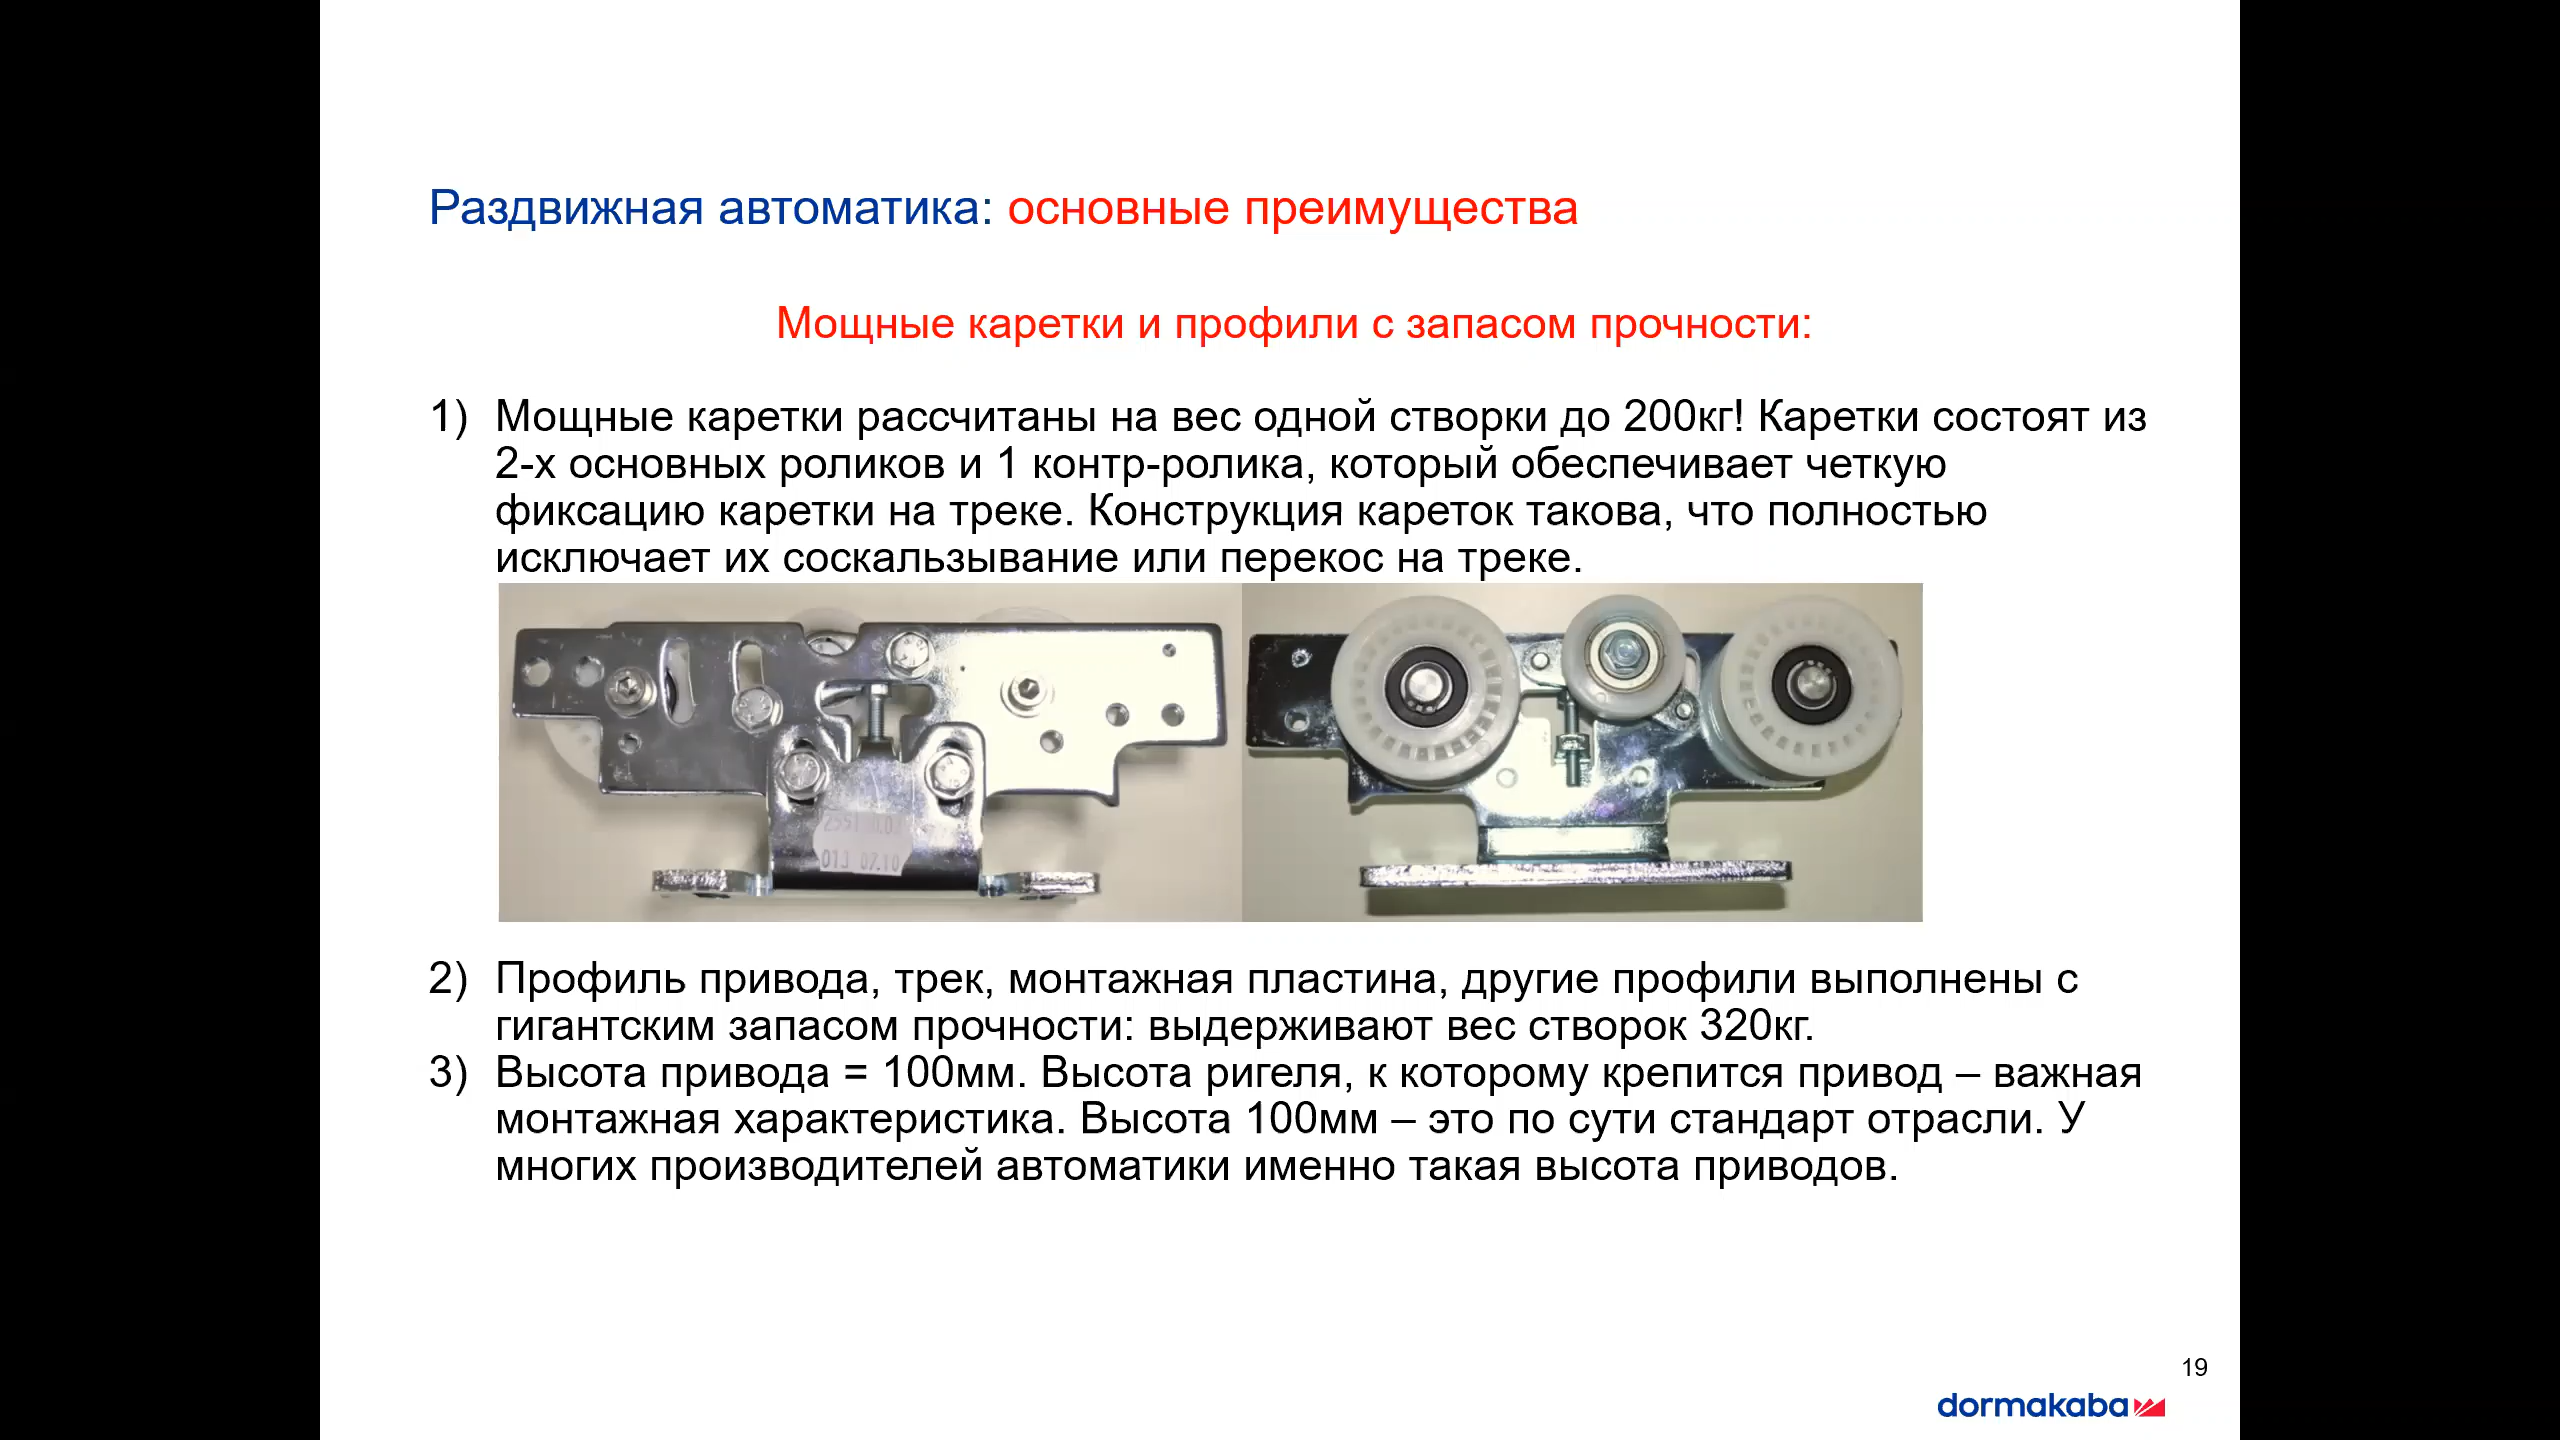 Раздвижная автоматика: основные преимущества
Мощные каретки и профили с запасом прочности:
1) Мощные каретки рассчитаны на вес одной створки до 200кг! Каретки состоят из
2-х основных роликов и 1 контр-ролика, который обеспечивает четкую
фиксацию каретки на треке. Конструкция кареток такова, что полностью
исключает их соскальзывание или перекос на треке.
2) Профиль привода, трек, монтажная пластина, другие профили выполнены с
гигантским запасом прочности: выдерживают вес створок 320кг.
3) Высота привода = 100мм. Высота ригеля, к которому крепится привод – важная
монтажная характеристика. Высота 100мм – это по сути стандарт отрасли. У
многих производителей автоматики именно такая высота приводов.
19
dormakaba